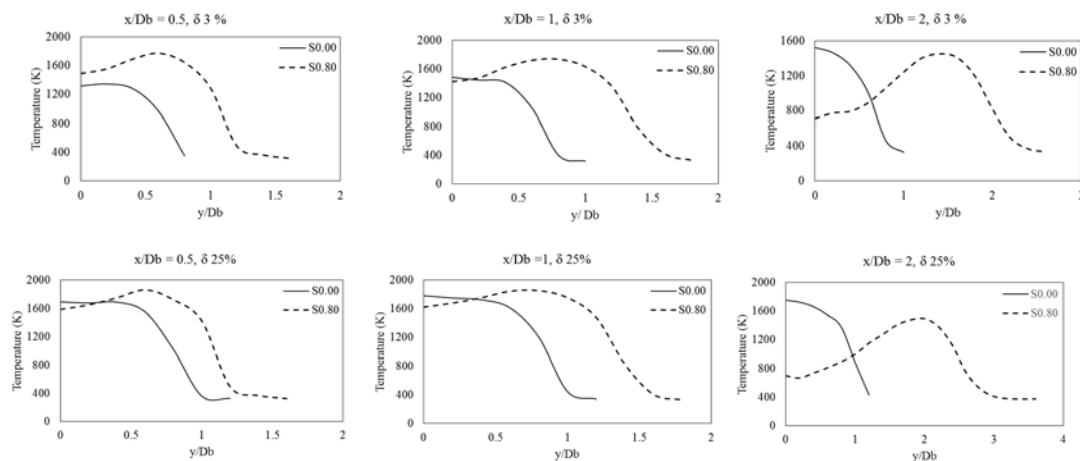 x/Db = 0.5, δ 3 %
2000
1600
1200
800
400
0
Temperature (K)
S0.00
S0.80
0
0.5
1
1.5
2
y/Db
x/Db = 1, δ 3%
2000
1600
1200
800
400
0
Temperature (K)
S0.00
S0.80
0
0.5
1
1.5
2
y/ Db
x/Db = 2, δ 3 %
1600
1200
800
400
0
Temperature (K)
S0.00
S0.80
0
1
2
3
y/Db
x/Db = 0.5, δ 25%
2000
1600
1200
800
400
0
Temperature (K)
S0.00
S0.80
0
0.5
1
1.5
2
y/Db
x/Db =1, δ 25%
2000
1600
1200
800
400
0
Temperature (K)
S0.00
S0.80
0
0.5
1
1.5
2
y/Db
x/Db = 2, δ 25%
2000
1600
1200
800
400
0
Temperature (K)
S0.00
S0.80
0
1
2
3
4
y/Db